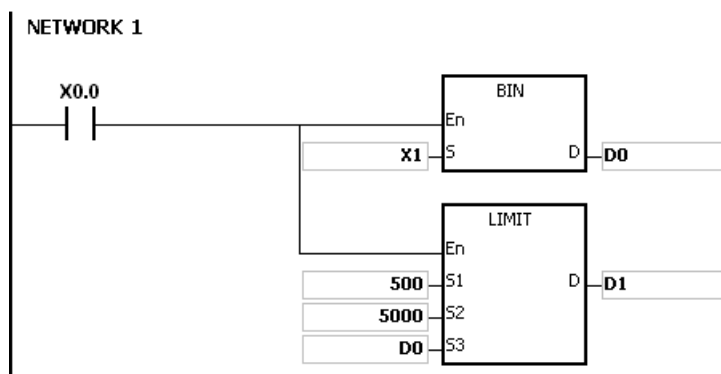 NETWORK 1
X0.0
BIN
En
X1 S D D0
LIMIT
En
500 S1 D D1
5000 S2
D0 S3